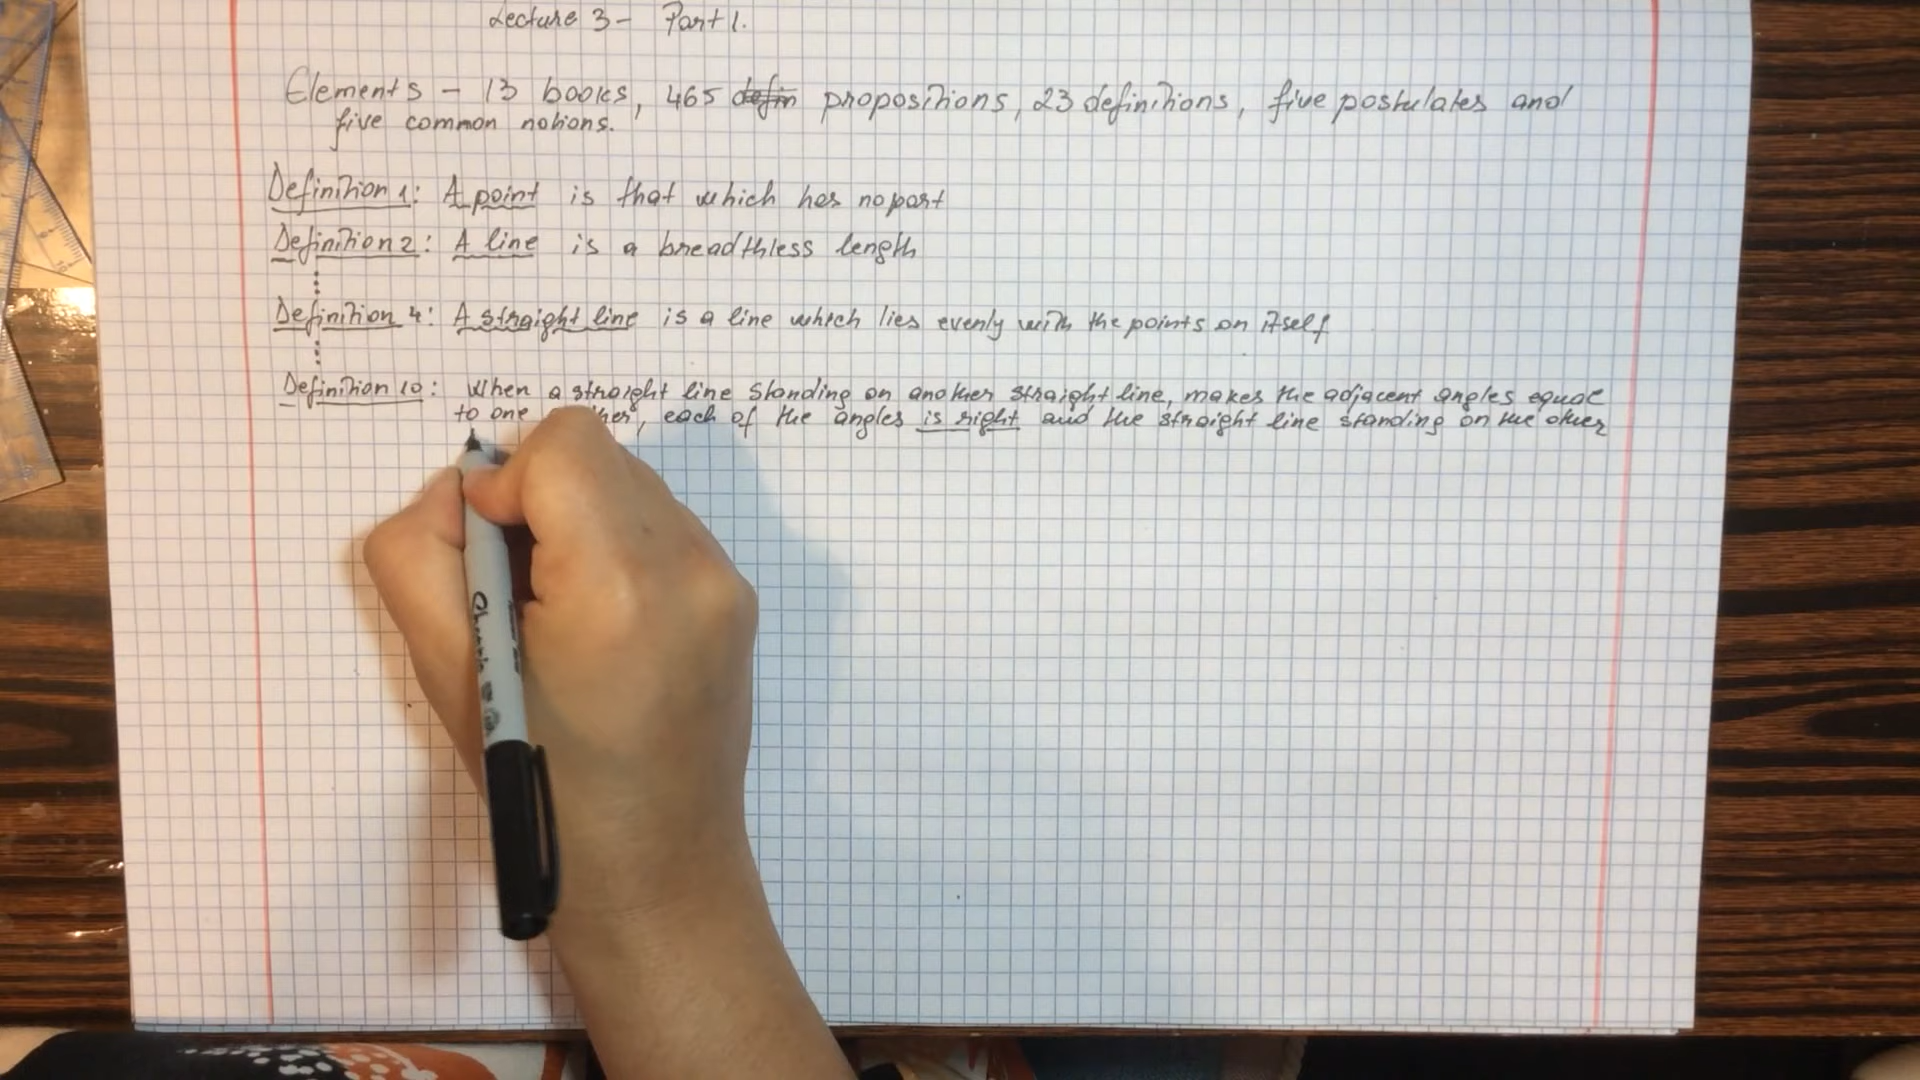 Lecture 3 - Part 1.
Elements - 13 books, 465 defin propositions, 23 definitions, five postulates and
five common notions.
Definition 1: A point is that which has no part
Definition 2: A line is a breadthless length
Definition 4: A straight line is a line which lies evenly with the points on itself
Definition 10: When a straight line standing on another straight line, makes the adjacent angles equal
to one , each of the angles is right and the straight line standing on the other
Sharpie